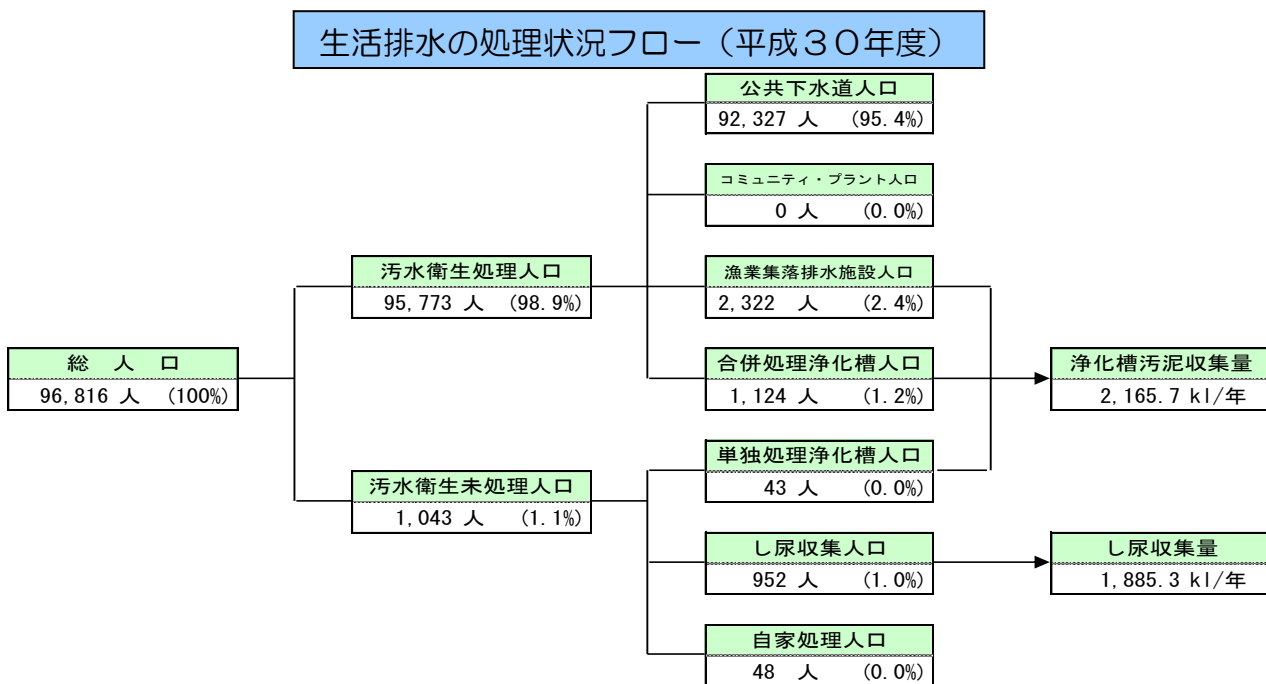 生活排水の処理状況フロー（平成３０年度）
公共下水道人口
92,327 人 (95.4%)
コミュニティ・プラント人口
0 人 (0.0%)
汚水衛生処理人口
95,773 人 (98.9%)
漁業集落排水施設人口
2,322 人 (2.4%)
総 人 口
96,816 人 (100%)
合併処理浄化槽人口
1,124 人 (1.2%)
浄化槽汚泥収集量
2,165.7 kl/年
単独処理浄化槽人口
43 人 (0.0%)
汚水衛生未処理人口
1,043 人 (1.1%)
し尿収集人口
952 人 (1.0%)
し尿収集量
1,885.3 kl/年
自家処理人口
48 人 (0.0%)